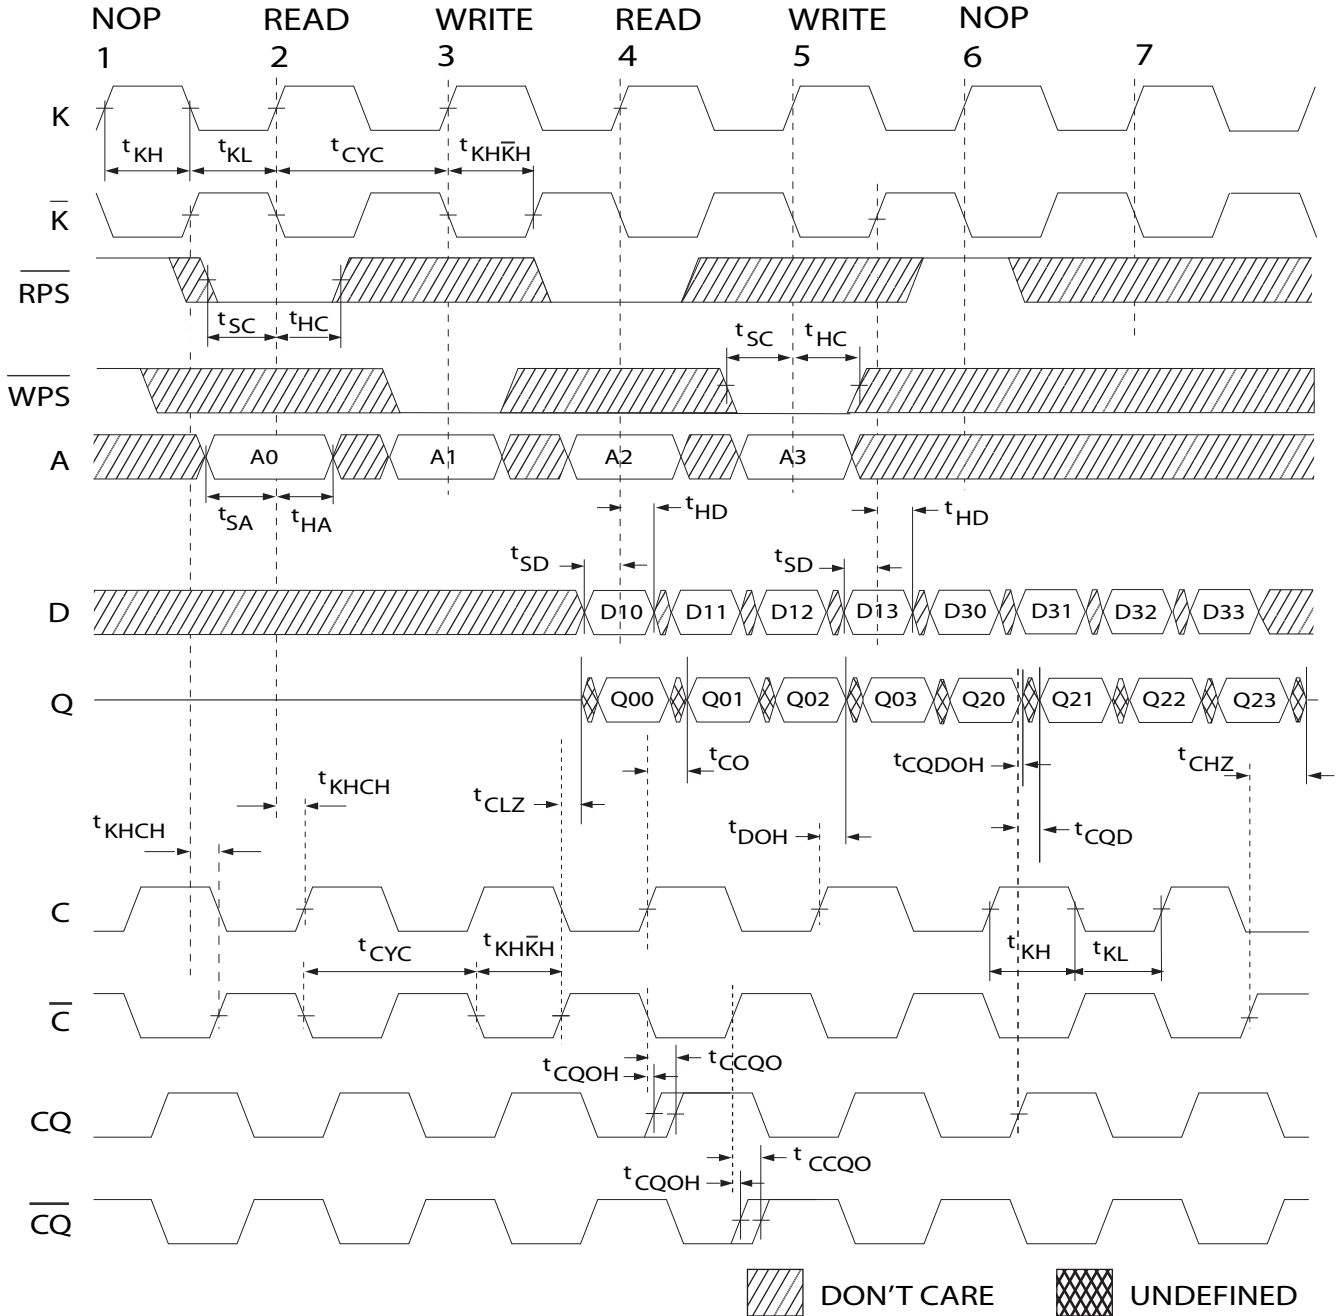 NOP READ WRITE READ WRITE NOP
1 2 3 4 5 6 7
K
tKH tKL tCYC tKHK̅H
K̅
R̅P̅S̅
tSC tHC
tSC tHC
W̅P̅S̅
A A0 A1 A2 A3
tSA tHA
tHD tHD
tSD tSD
D D10 D11 D12 D13 D30 D31 D32 D33
Q Q00 Q01 Q02 Q03 Q20 Q21 Q22 Q23
tCO tCQDOH tCHZ
tKHCH tCLZ
tKHCH tDOH tCQD
C
tCYC tKHK̅H tKH tKL
C̅
tCQOH tCCQO
CQ
tCQOH tCCQO
C̅Q̅
DON'T CARE UNDEFINED